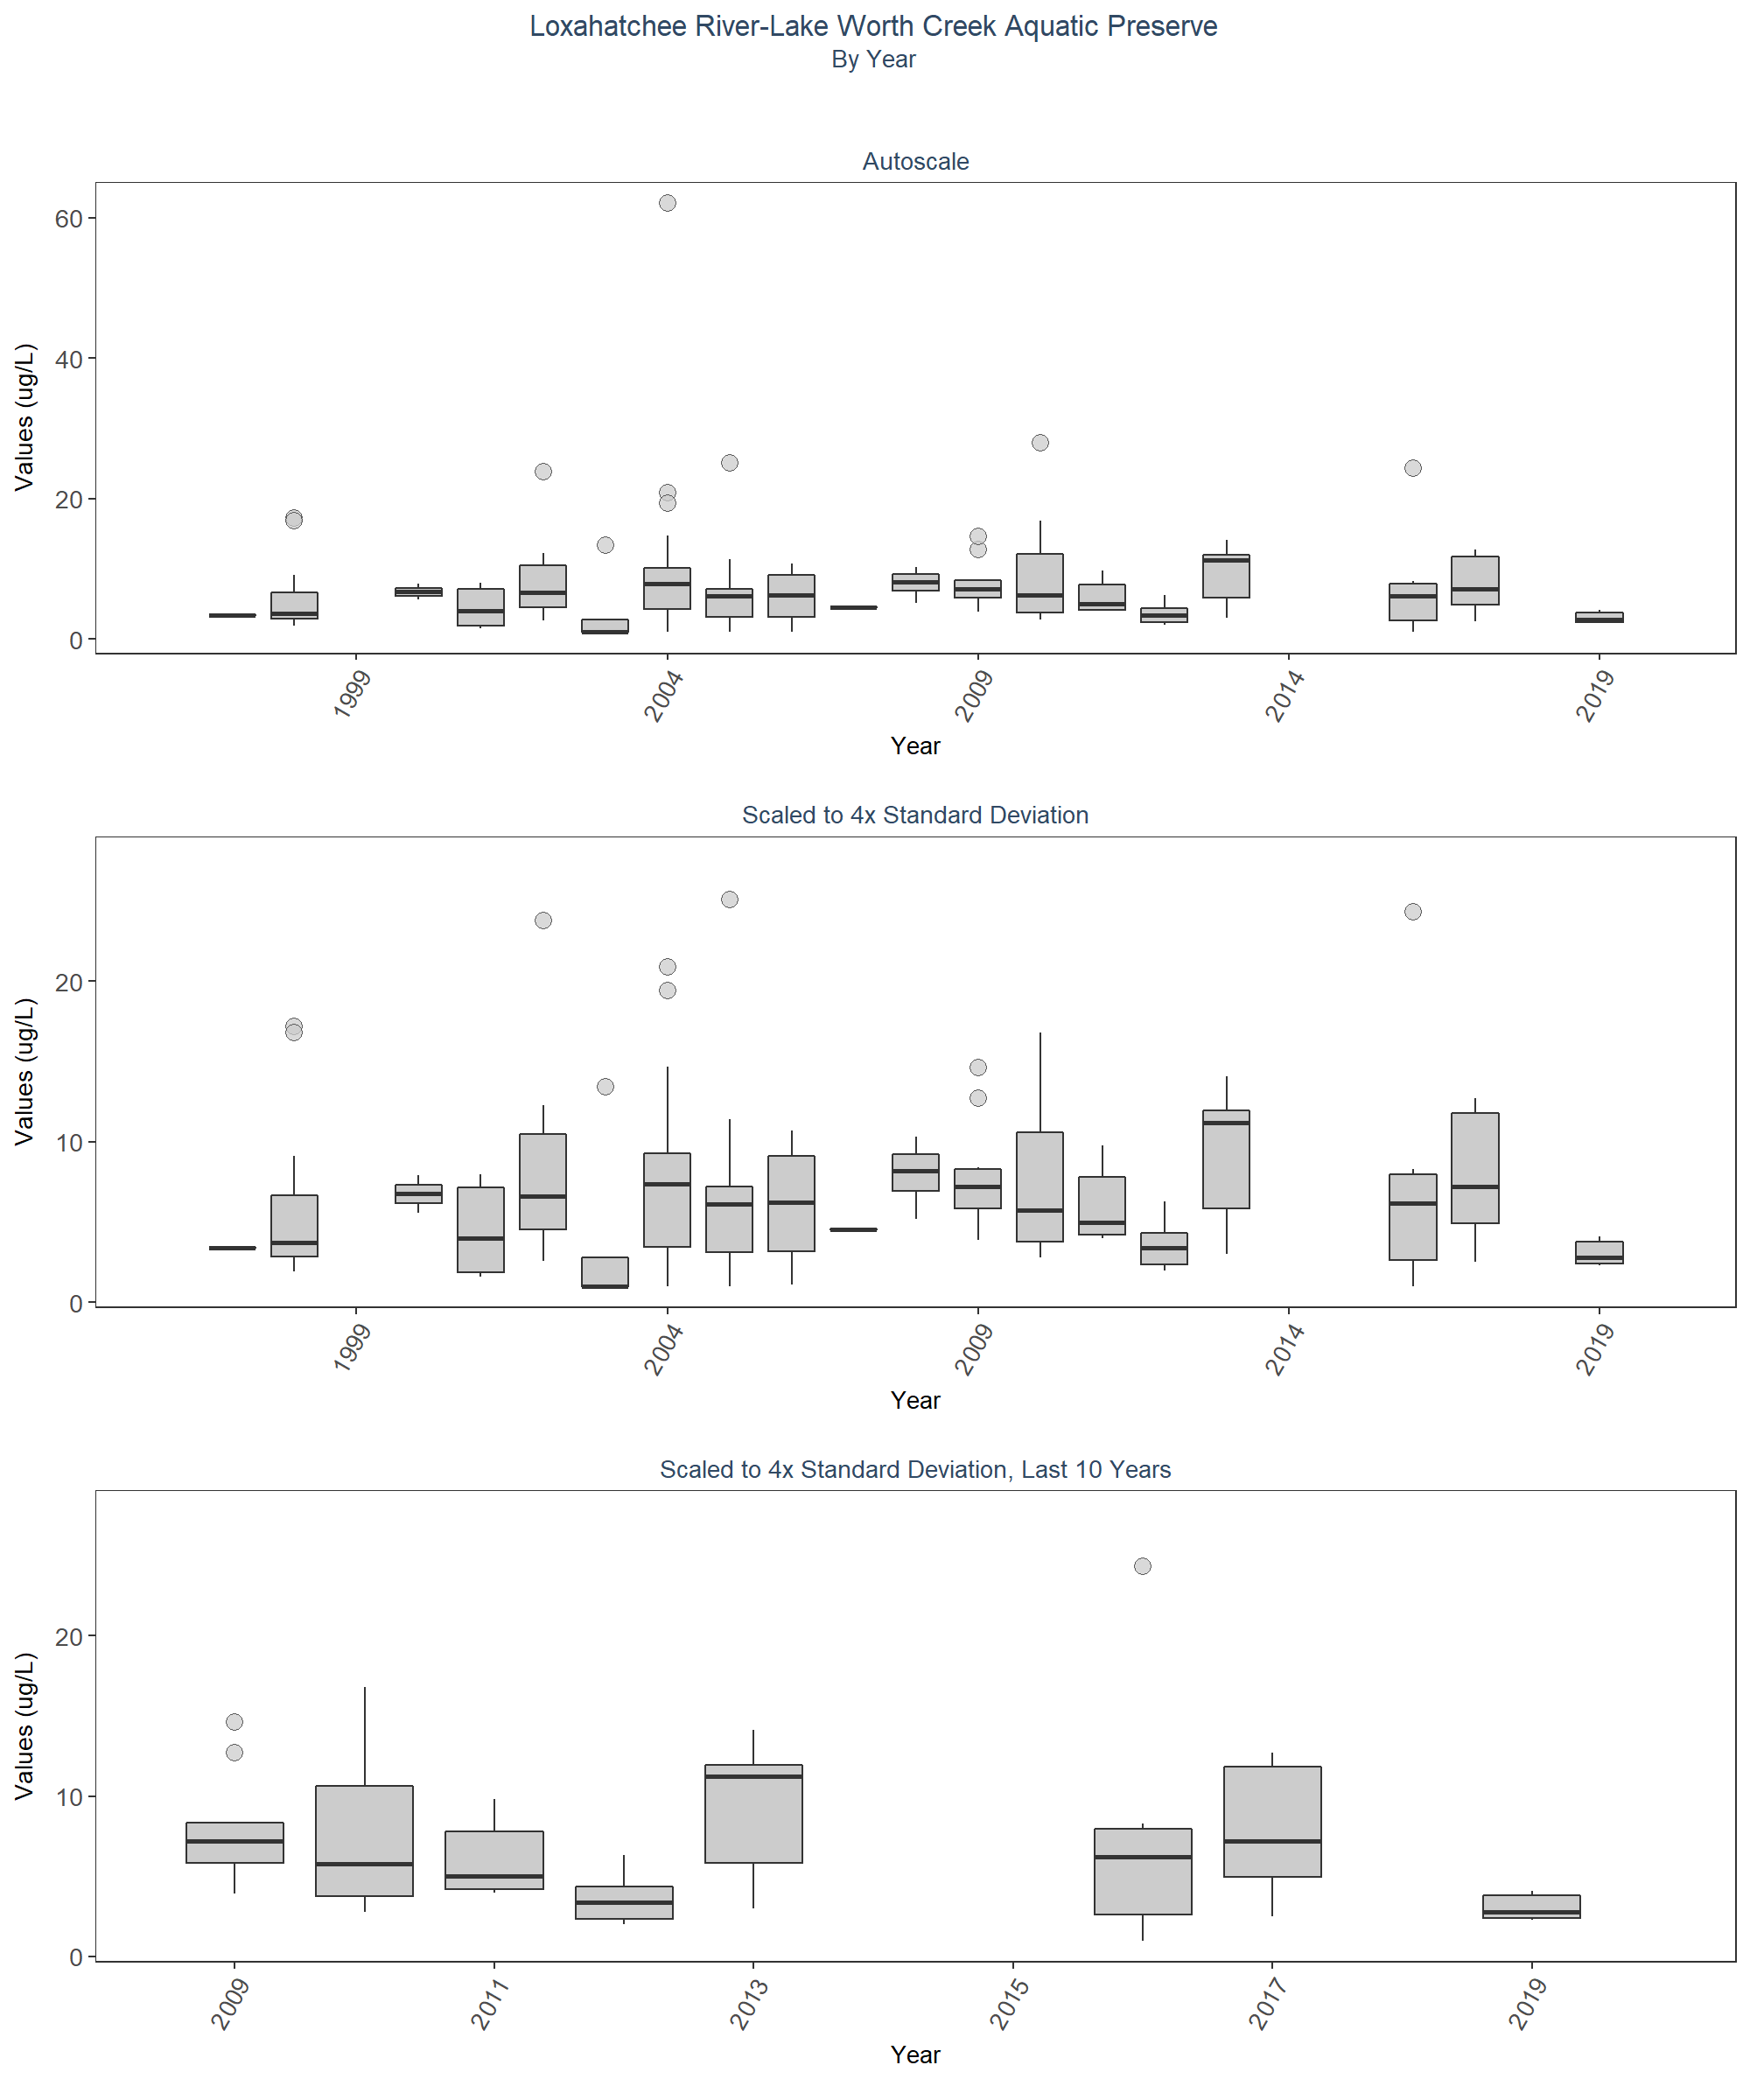 Loxahatchee River-Lake Worth Creek Aquatic Preserve
By Year
Autoscale
Values (ug/L)
60
40
20
0
1999
2004
2009
2014
2019
Year
Scaled to 4x Standard Deviation
Values (ug/L)
20
10
0
1999
2004
2009
2014
2019
Year
Scaled to 4x Standard Deviation, Last 10 Years
Values (ug/L)
20
10
0
2009
2011
2013
2015
2017
2019
Year